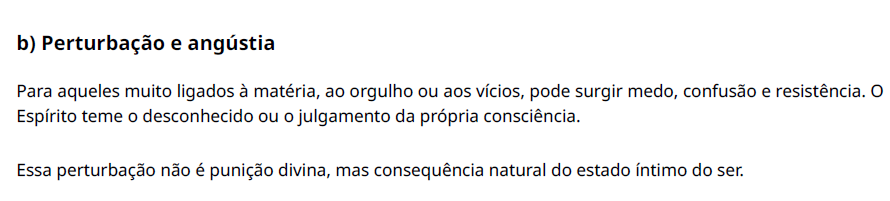 b) Perturbação e angústia
Para aqueles muito ligados à matéria, ao orgulho ou aos vícios, pode surgir medo, confusão e resistência. O
Espírito teme o desconhecido ou o julgamento da própria consciência.
Essa perturbação não é punição divina, mas consequência natural do estado íntimo do ser.